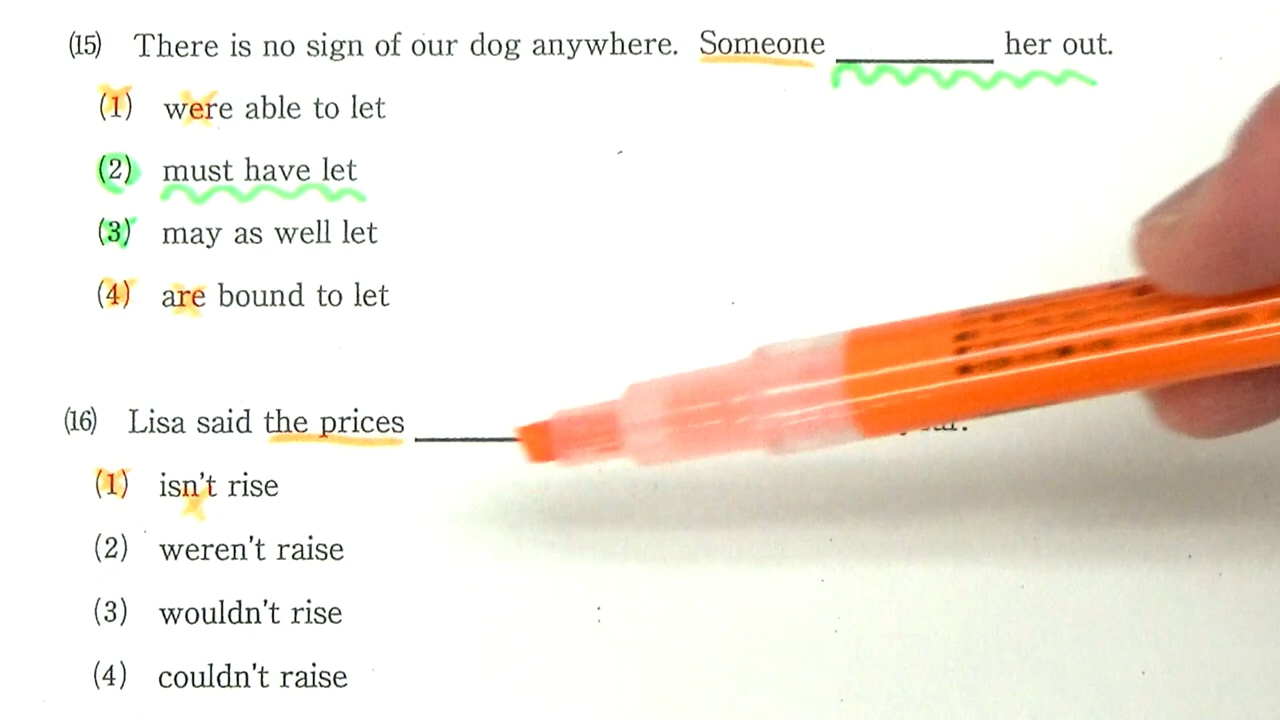 (15) There is no sign of our dog anywhere. Someone ________ her out.
(1) were able to let
(2) must have let
(3) may as well let
(4) are bound to let
(16) Lisa said the prices ______
(1) isn't rise
(2) weren't raise
(3) wouldn't rise
(4) couldn't raise